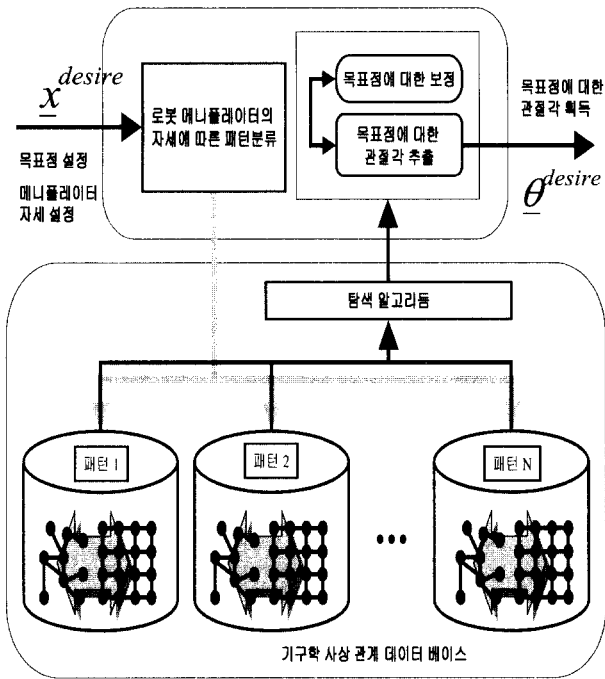 x^desire
목표점 설정
메니플레이터
자세 설정
로봇 메니플레이터의
자세에 따른 패턴분류
목표점에 대한 보정
목표점에 대한
관절각 추출
목표점에 대한
관절각 획득
θ^desire
탐색 알고리듬
패턴 1
패턴 2
...
패턴 N
기구학 사상 관계 데이터 베이스